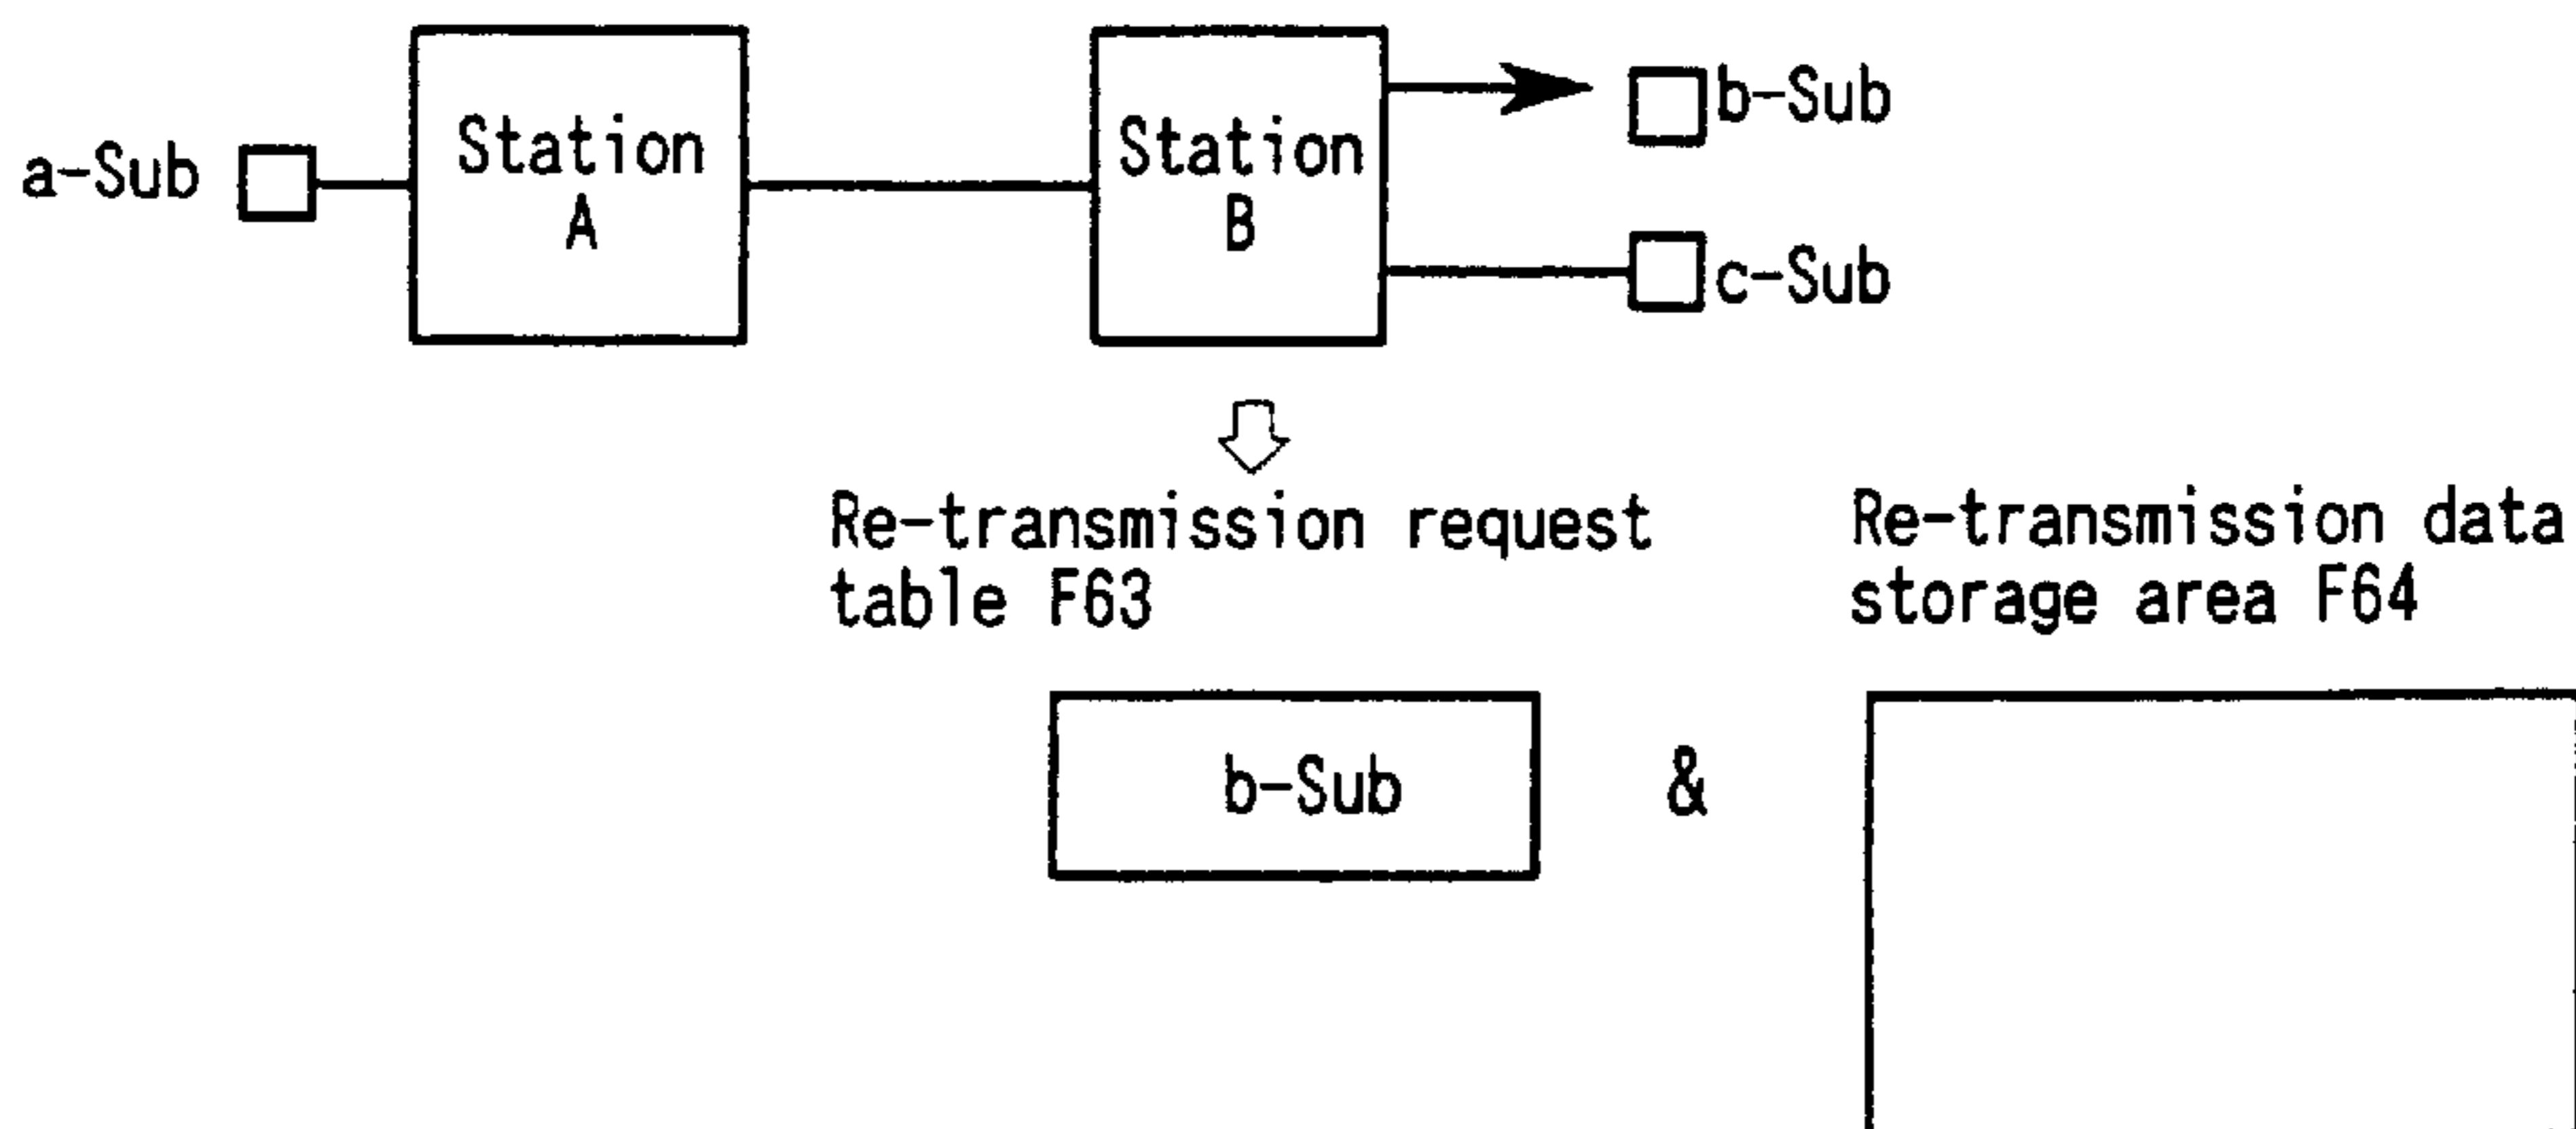 a-Sub
Station
A
Station
B
b-Sub
c-Sub
Re-transmission request
table F63
Re-transmission data
storage area F64
b-Sub
&